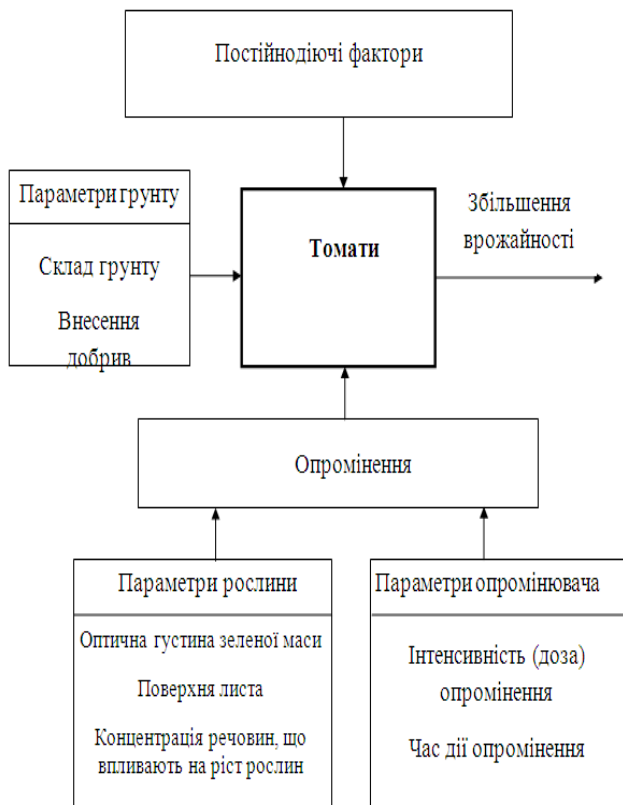 Постійнодіючі фактори
Параметри грунту
Склад грунту
Внесення
добрив
Томати
Збільшення
врожайності
Опромінення
Параметри рослини
Оптична густина зеленої маси
Поверхня листа
Концентрація речовин, що
впливають на ріст рослин
Параметри опромінювача
Інтенсивність (доза)
опромінення
Час дії опромінення